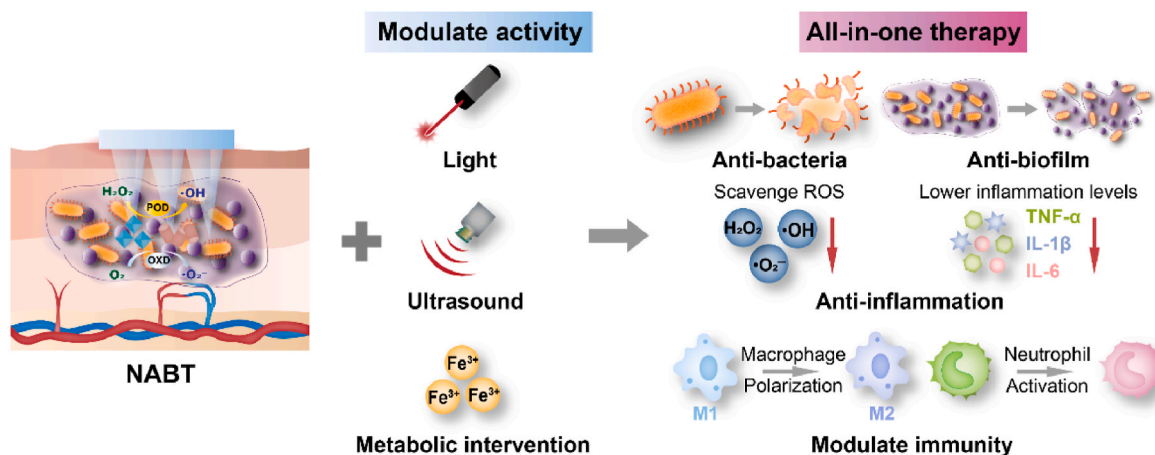 Modulate activity
All-in-one therapy
H₂O₂
·OH
POD
OXD
O₂
·O₂⁻
NABT
Light
Ultrasound
Fe³⁺
Fe³⁺ Fe³⁺
Metabolic intervention
Anti-bacteria
Anti-biofilm
Scavenge ROS
H₂O₂
·OH
·O₂⁻
Lower inflammation levels
TNF-α
IL-1β
IL-6
Anti-inflammation
Macrophage
Polarization
M1
M2
Neutrophil
Activation
Modulate immunity